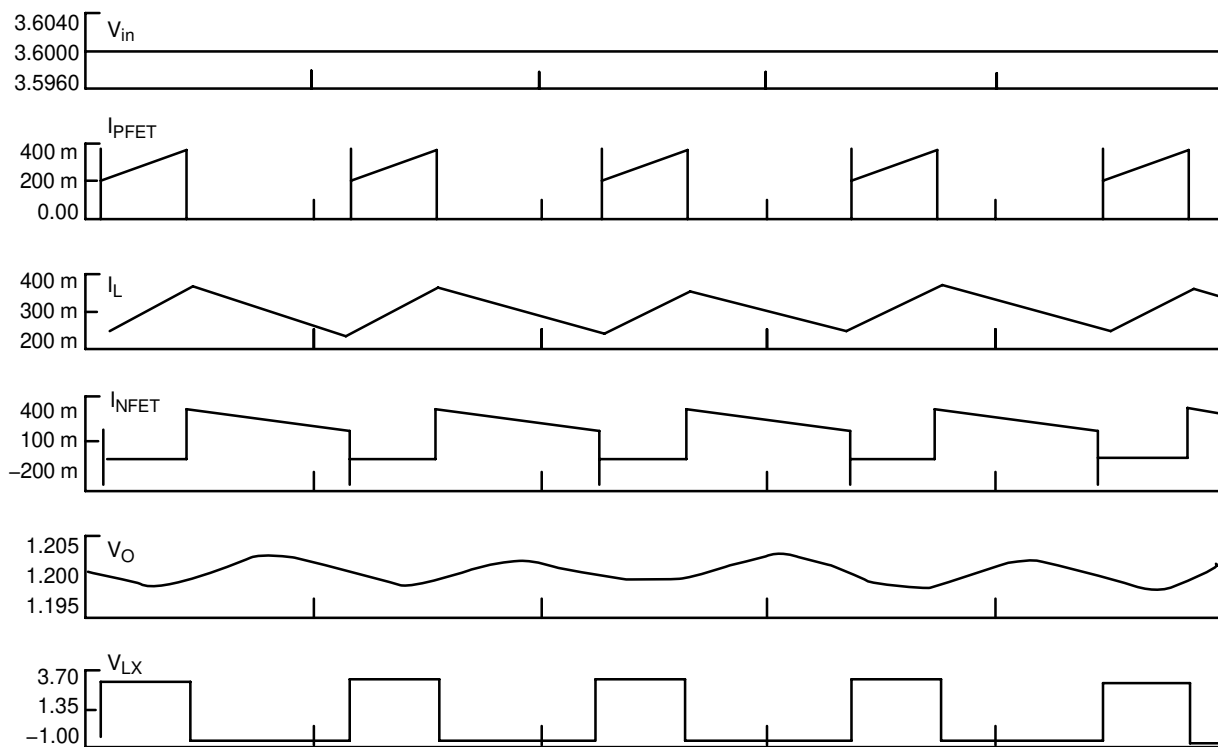 3.6040
V_in
3.6000
3.5960
I_PFET
400 m
200 m
0.00
400 m
I_L
300 m
200 m
I_NFET
400 m
100 m
−200 m
1.205
V_O
1.200
1.195
V_LX
3.70
1.35
−1.00